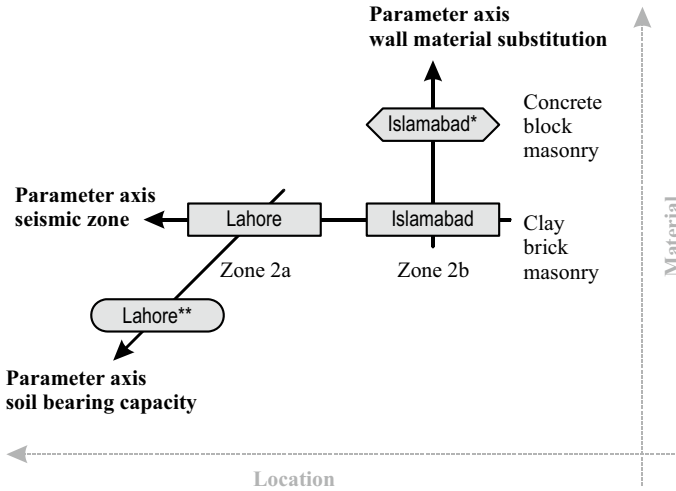 Parameter axis
wall material substitution
Islamabad*
Concrete
block
masonry
Parameter axis
seismic zone
Lahore
Islamabad
Clay
brick
masonry
Zone 2a
Zone 2b
Lahore**
Parameter axis
soil bearing capacity
Material
Location